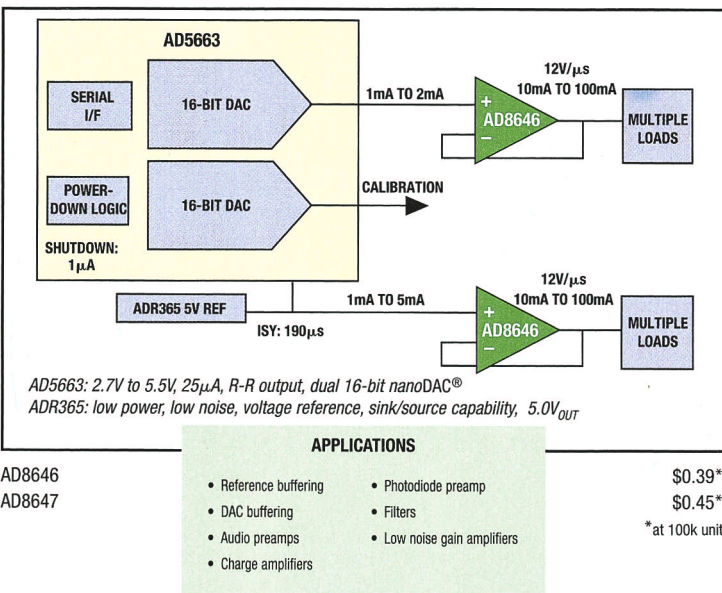 AD5663
SERIAL
I/F
16-BIT DAC
1mA TO 2mA
+
AD8646
−
12V/μs
10mA TO 100mA
MULTIPLE
LOADS
POWER-
DOWN LOGIC
16-BIT DAC
CALIBRATION
SHUTDOWN:
1μA
ADR365 5V REF
ISY: 190μs
1mA TO 5mA
+
AD8646
−
12V/μs
10mA TO 100mA
MULTIPLE
LOADS
AD5663: 2.7V to 5.5V, 25μA, R-R output, dual 16-bit nanoDAC®
ADR365: low power, low noise, voltage reference, sink/source capability, 5.0VOUT
AD8646 $0.39*
AD8647 $0.45*
*at 100k unit
APPLICATIONS
• Reference buffering
• DAC buffering
• Audio preamps
• Charge amplifiers
• Photodiode preamp
• Filters
• Low noise gain amplifiers